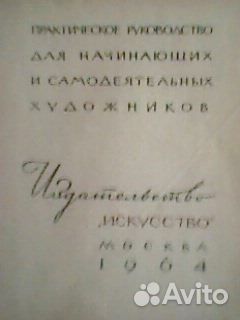 ПРАКТИЧЕСКОЕ РУКОВОДСТВО
ДЛЯ НАЧИНАЮЩИХ
И САМОДЕЯТЕЛЬНЫХ
ХУДОЖНИКОВ
Издательство
„ИСКУССТВО"
МОСКВА
1964
Avito